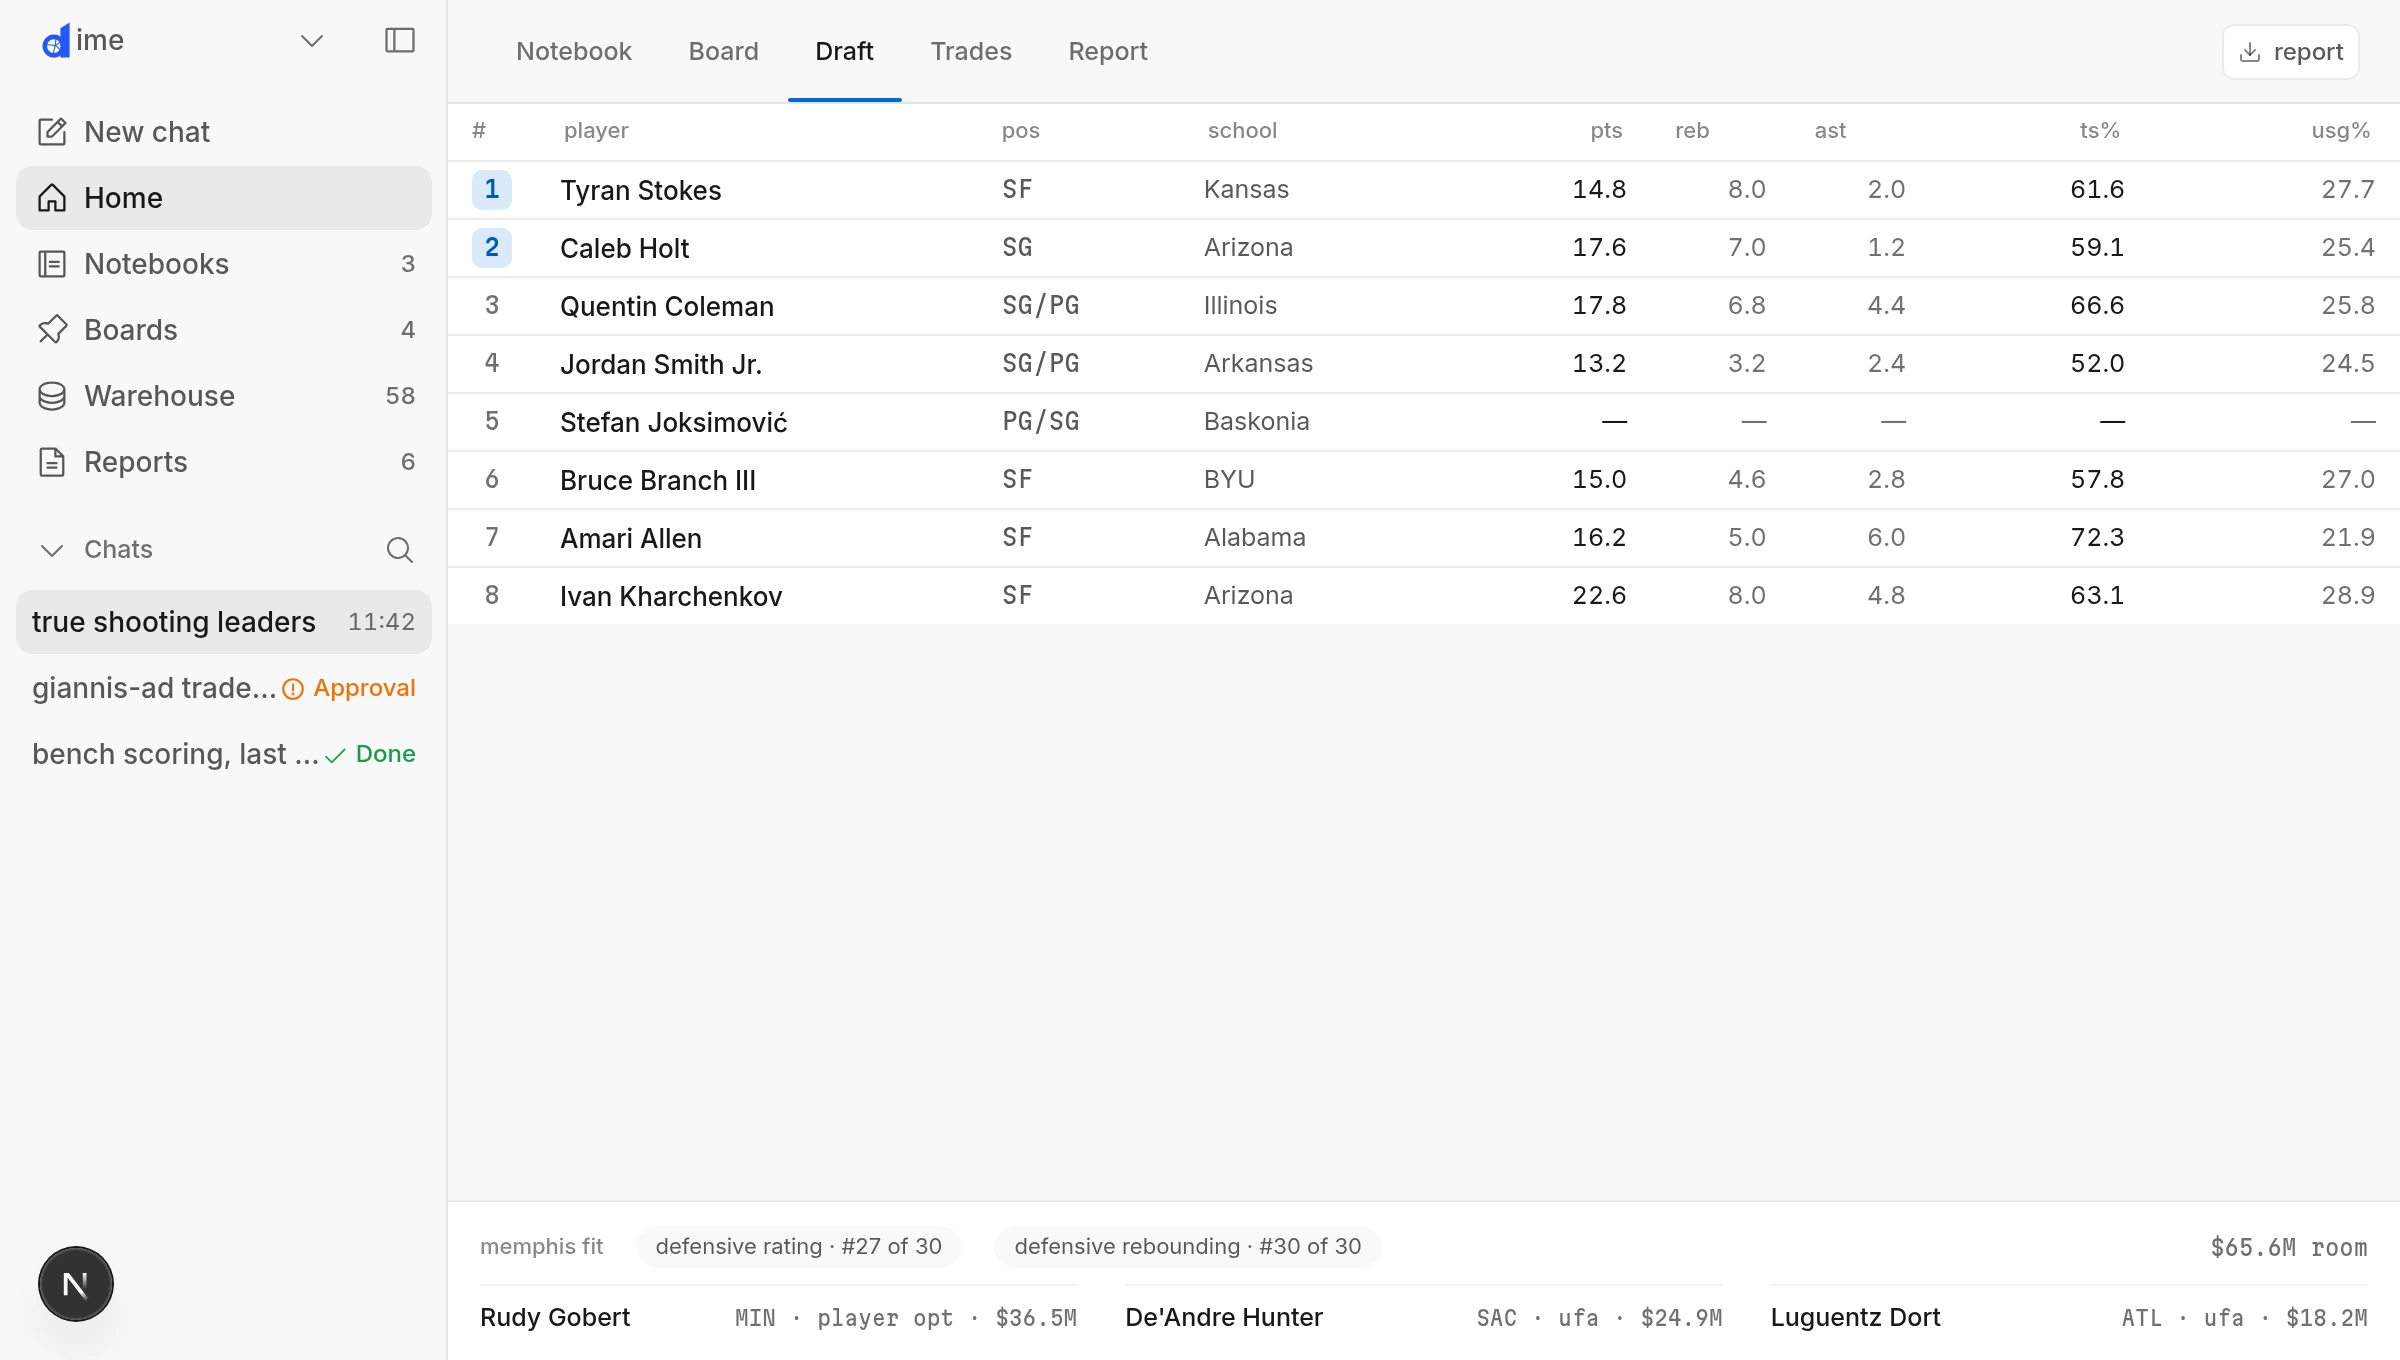 dime
New chat
Home
Notebooks 3
Boards 4
Warehouse 58
Reports 6
Chats
true shooting leaders 11:42
giannis-ad trade... Approval
bench scoring, last ... Done
N
Notebook Board Draft Trades Report
report
# player pos school pts reb ast ts% usg%
1 Tyran Stokes SF Kansas 14.8 8.0 2.0 61.6 27.7
2 Caleb Holt SG Arizona 17.6 7.0 1.2 59.1 25.4
3 Quentin Coleman SG/PG Illinois 17.8 6.8 4.4 66.6 25.8
4 Jordan Smith Jr. SG/PG Arkansas 13.2 3.2 2.4 52.0 24.5
5 Stefan Joksimović PG/SG Baskonia — — — — —
6 Bruce Branch III SF BYU 15.0 4.6 2.8 57.8 27.0
7 Amari Allen SF Alabama 16.2 5.0 6.0 72.3 21.9
8 Ivan Kharchenkov SF Arizona 22.6 8.0 4.8 63.1 28.9
memphis fit defensive rating · #27 of 30 defensive rebounding · #30 of 30 $65.6M room
Rudy Gobert MIN · player opt · $36.5M De'Andre Hunter SAC · ufa · $24.9M Luguentz Dort ATL · ufa · $18.2M